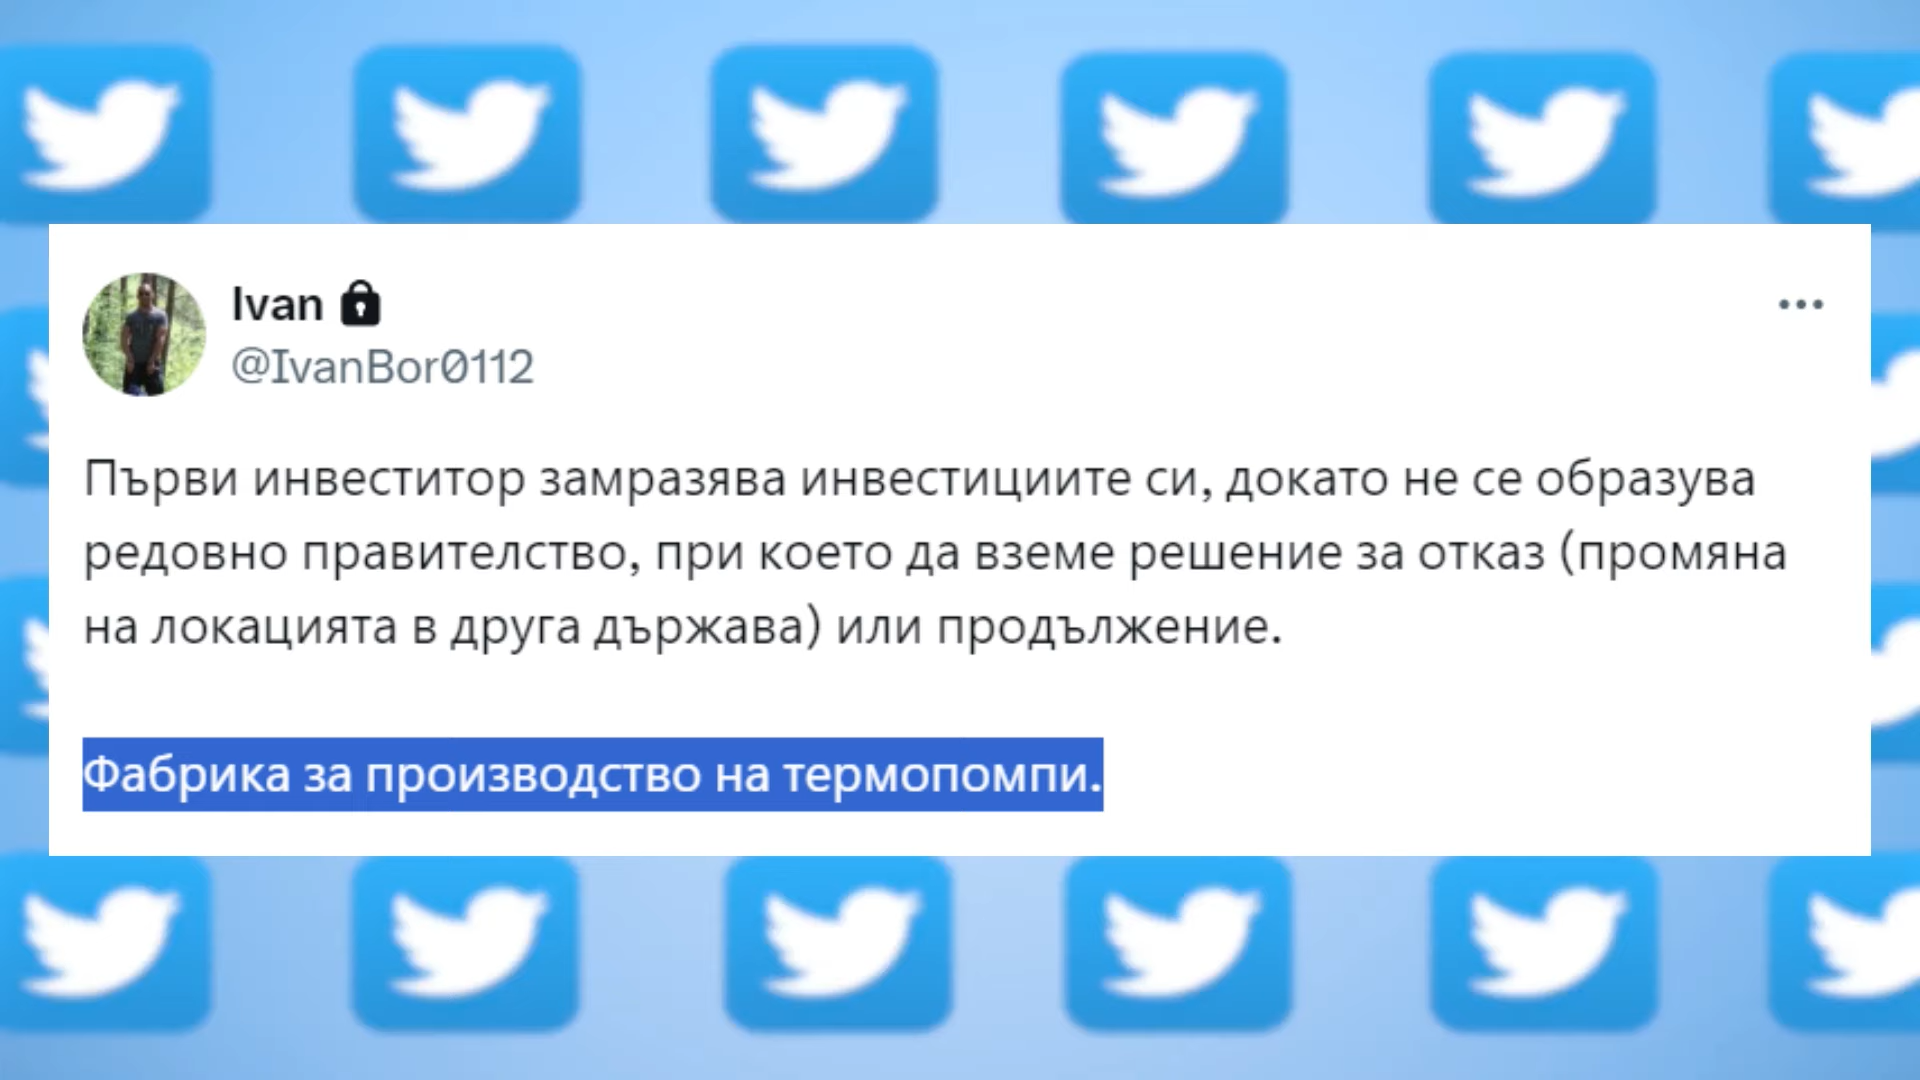 Ivan
@IvanBor0112
Първи инвеститор замразява инвестициите си, докато не се образува
редовно правителство, при което да вземе решение за отказ (промяна
на локацията в друга държава) или продължение.
Фабрика за производство на термопомпи.